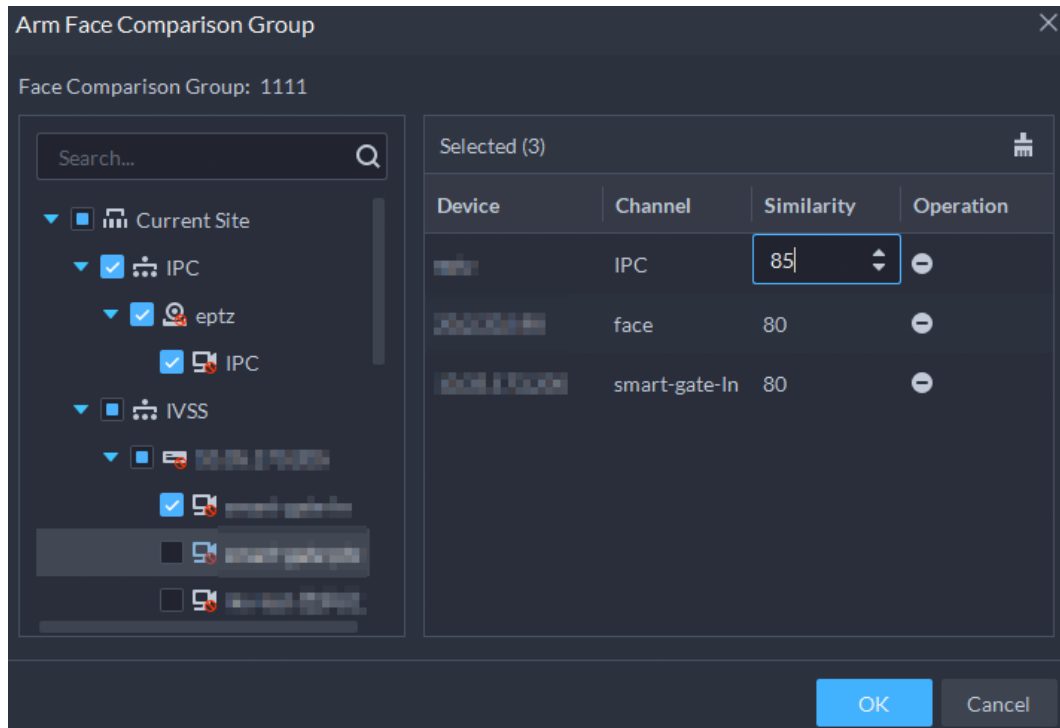 Arm Face Comparison Group
Face Comparison Group: 1111
Search...
Current Site
IPC
eptz
IPC
IVSS
Selected (3)
Device Channel Similarity Operation
IPC 85
face 80
smart-gate-In 80
OK Cancel